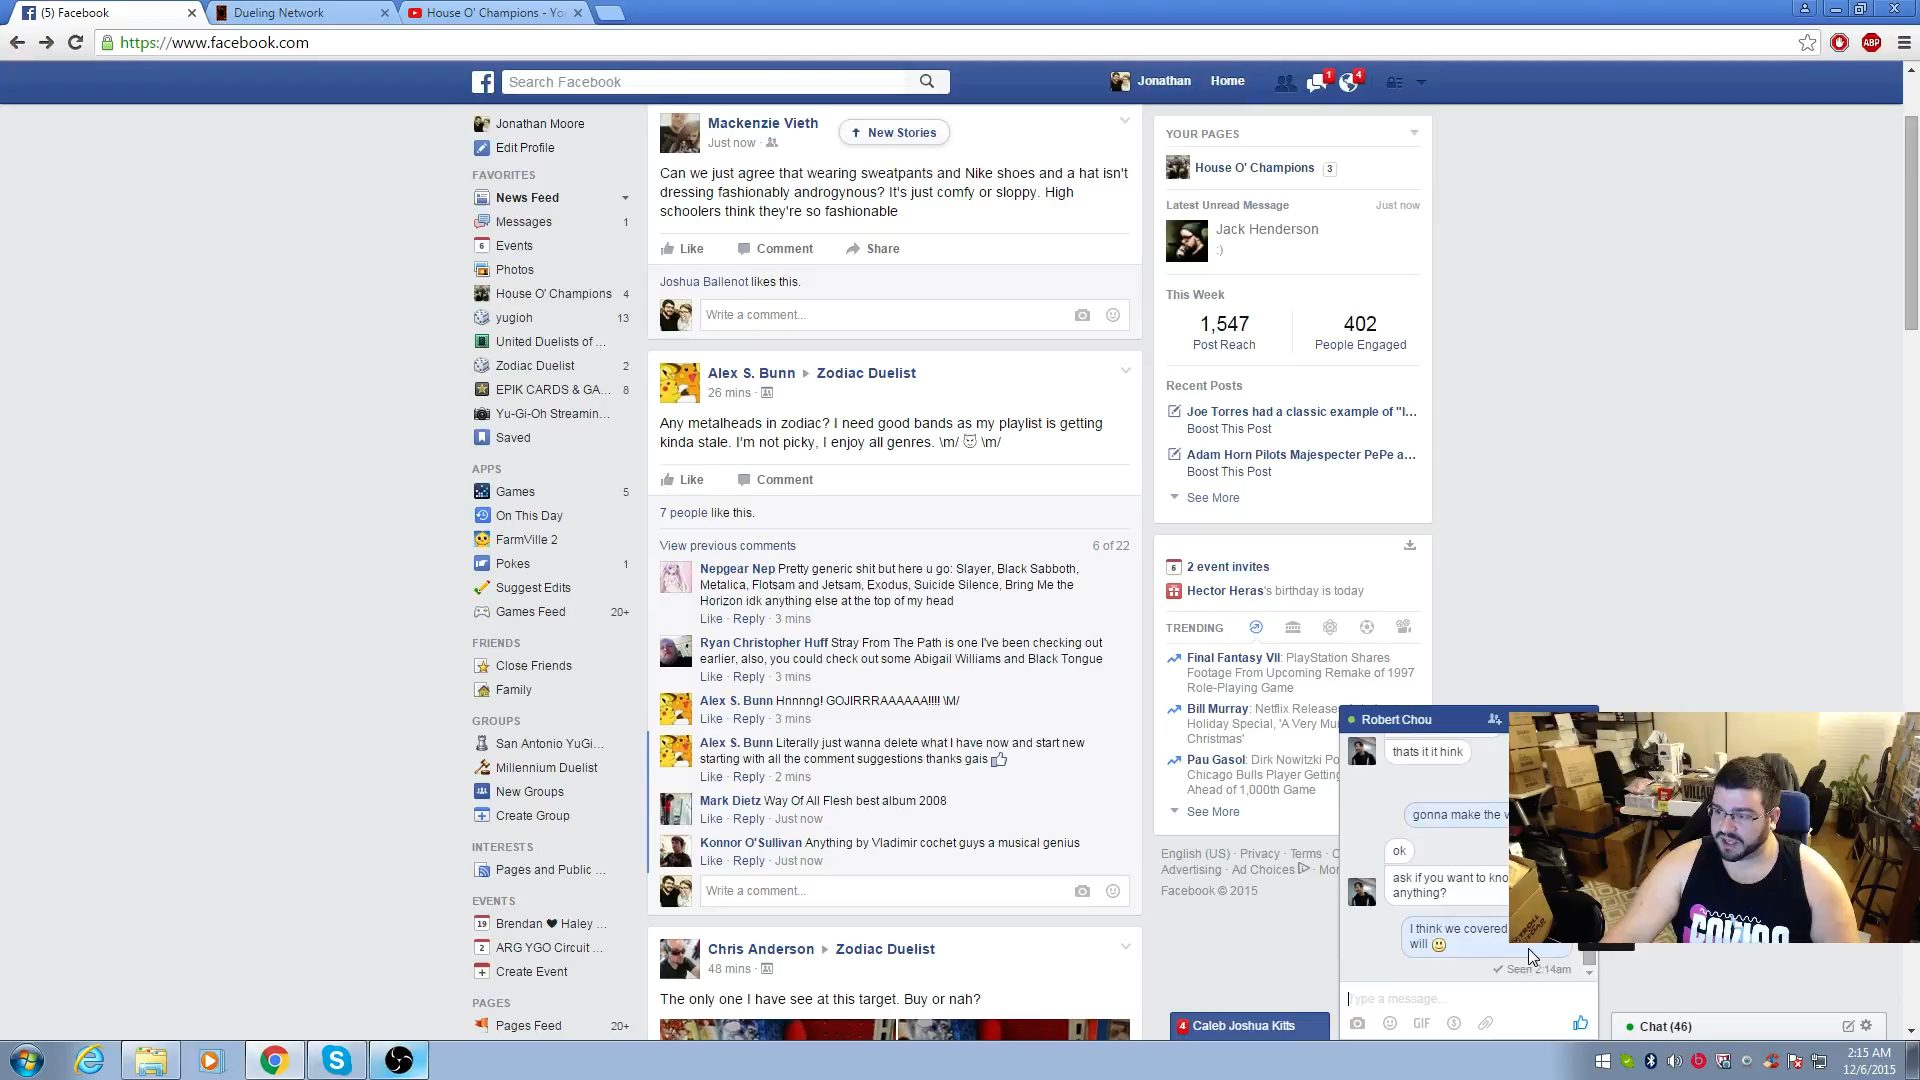 (5) Facebook
Dueling Network
House O' Champions - Yo
https://www.facebook.com
ABP
Search Facebook
Jonathan
Home
1
4
Jonathan Moore
Edit Profile
FAVORITES
News Feed
Messages 1
6 Events
Photos
House O' Champions 4
yugioh 13
United Duelists of ...
Zodiac Duelist 2
EPIK CARDS & GA... 8
Yu-Gi-Oh Streamin...
Saved
APPS
Games 5
On This Day
FarmVille 2
Pokes 1
Suggest Edits
Games Feed 20+
FRIENDS
Close Friends
Family
GROUPS
San Antonio YuGi...
Millennium Duelist
New Groups
Create Group
INTERESTS
Pages and Public ...
EVENTS
19 Brendan ♥ Haley ...
2 ARG YGO Circuit ...
Create Event
PAGES
Pages Feed 20+
Mackenzie Vieth
Just now ·
New Stories
Can we just agree that wearing sweatpants and Nike shoes and a hat isn't
dressing fashionably androgynous? It's just comfy or sloppy. High
schoolers think they're so fashionable
Like Comment Share
Joshua Ballenot likes this.
Write a comment...
Alex S. Bunn ▸ Zodiac Duelist
26 mins ·
Any metalheads in zodiac? I need good bands as my playlist is getting
kinda stale. I'm not picky, I enjoy all genres. \m/ 😈 \m/
Like Comment
7 people like this.
View previous comments 6 of 22
Nepgear Nep Pretty generic shit but here u go: Slayer, Black Sabboth,
Metalica, Flotsam and Jetsam, Exodus, Suicide Silence, Bring Me the
Horizon idk anything else at the top of my head
Like · Reply · 3 mins
Ryan Christopher Huff Stray From The Path is one I've been checking out
earlier, also, you could check out some Abigail Williams and Black Tongue
Like · Reply · 3 mins
Alex S. Bunn Hnnnng! GOJIRRRAAAAAA!!!! \M/
Like · Reply · 3 mins
Alex S. Bunn Literally just wanna delete what I have now and start new
starting with all the comment suggestions thanks gais 👍
Like · Reply · 2 mins
Mark Dietz Way Of All Flesh best album 2008
Like · Reply · Just now
Konnor O'Sullivan Anything by Vladimir cochet guys a musical genius
Like · Reply · Just now
Write a comment...
Chris Anderson ▸ Zodiac Duelist
48 mins ·
The only one I have see at this target. Buy or nah?
YOUR PAGES
House O' Champions 3
Latest Unread Message Just now
Jack Henderson
:)
This Week
1,547 402
Post Reach People Engaged
Recent Posts
Joe Torres had a classic example of "I...
Boost This Post
Adam Horn Pilots Majespecter PePe a...
Boost This Post
See More
6 2 event invites
Hector Heras's birthday is today
TRENDING
Final Fantasy VII: PlayStation Shares
Footage From Upcoming Remake of 1997
Role-Playing Game
Bill Murray: Netflix Releases
Holiday Special, 'A Very Mu
Christmas'
Pau Gasol: Dirk Nowitzki Po
Chicago Bulls Player Getting
Ahead of 1,000th Game
See More
English (US) · Privacy · Terms · C
Advertising · Ad Choices · Mor
Facebook © 2015
Robert Chou
thats it it hink
gonna make the v
ok
ask if you want to kno
anything?
I think we covered
will 🙂
Seen 2:14am
Type a message...
GIF
4 Caleb Joshua Kitts
Chat (46)
2:15 AM
12/6/2015